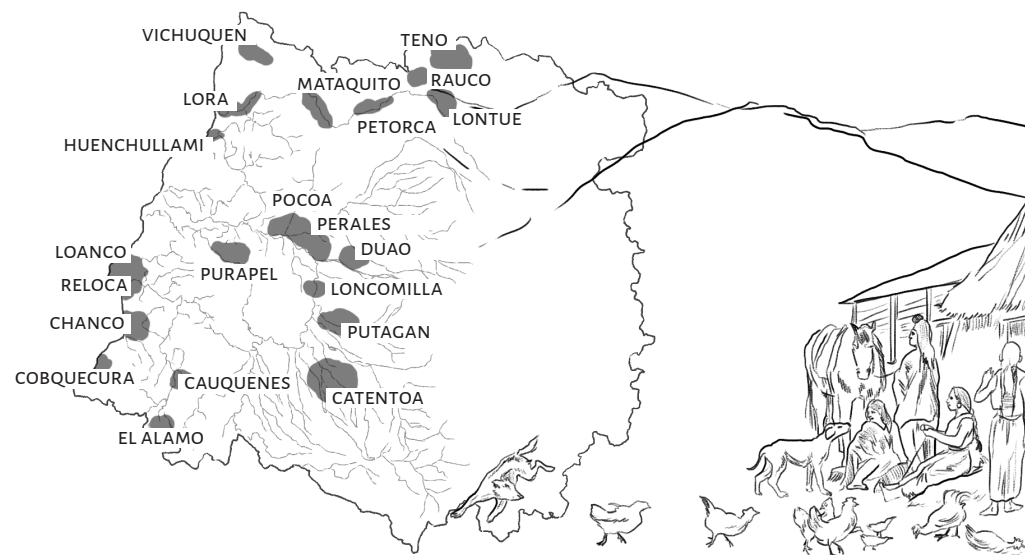 VICHUQUEN
TENO
RAUCO
MATAQUITO
LORA
PETORCA
LONTUE
HUENCHULLAMI
POCOA
PERALES
DUAO
LOANCO
PURAPEL
RELOCA
LONCOMILLA
CHANCO
PUTAGAN
COBQUECURA
CAUQUENES
CATENTOA
EL ALAMO